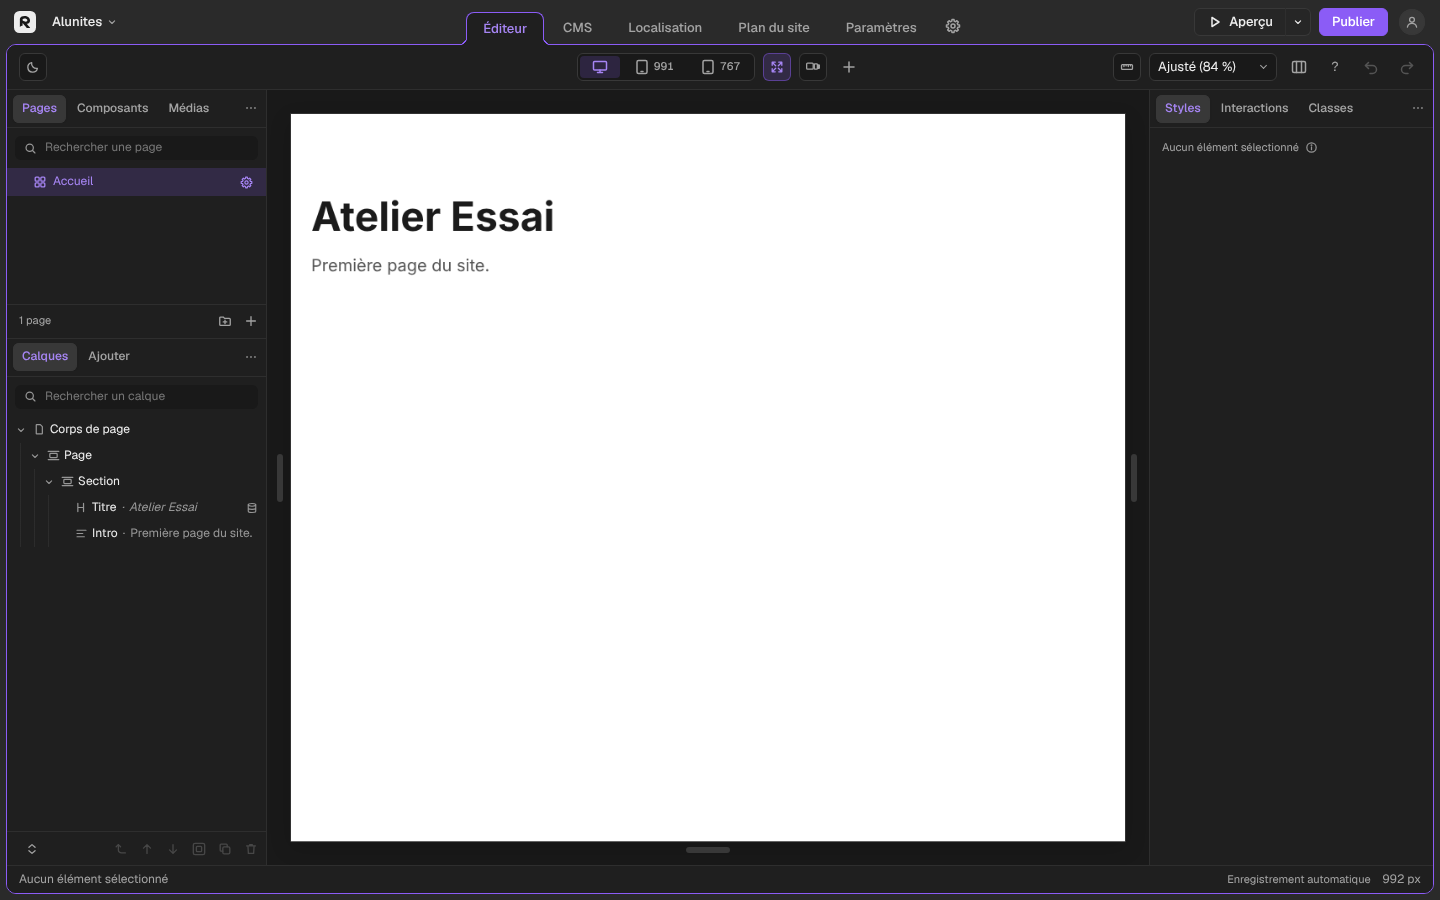 Alunites
Éditeur
CMS
Localisation
Plan du site
Paramètres
Aperçu
Publier
991
767
Ajusté (84 %)
?
Pages
Composants
Médias
Styles
Interactions
Classes
Rechercher une page
Aucun élément sélectionné
Accueil
Atelier Essai
Première page du site.
1 page
Calques
Ajouter
Rechercher un calque
Corps de page
Page
Section
Titre · Atelier Essai
Intro · Première page du site.
Aucun élément sélectionné
Enregistrement automatique
992 px